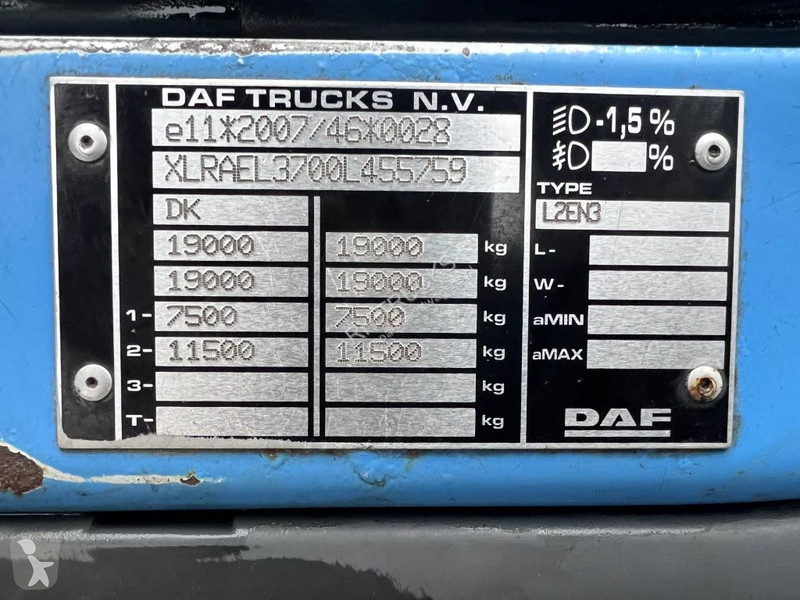 DAF TRUCKS N.V.
e11*2007/46*0028
XLRAEL3700L455759
DK
19000 19000 kg
19000 19000 kg
1- 7500 7500 kg
2- 11500 11500 kg
3- kg
T- kg
-1,5 %
%
TYPE
L2EN3
L-
W-
aMIN
aMAX
DAF